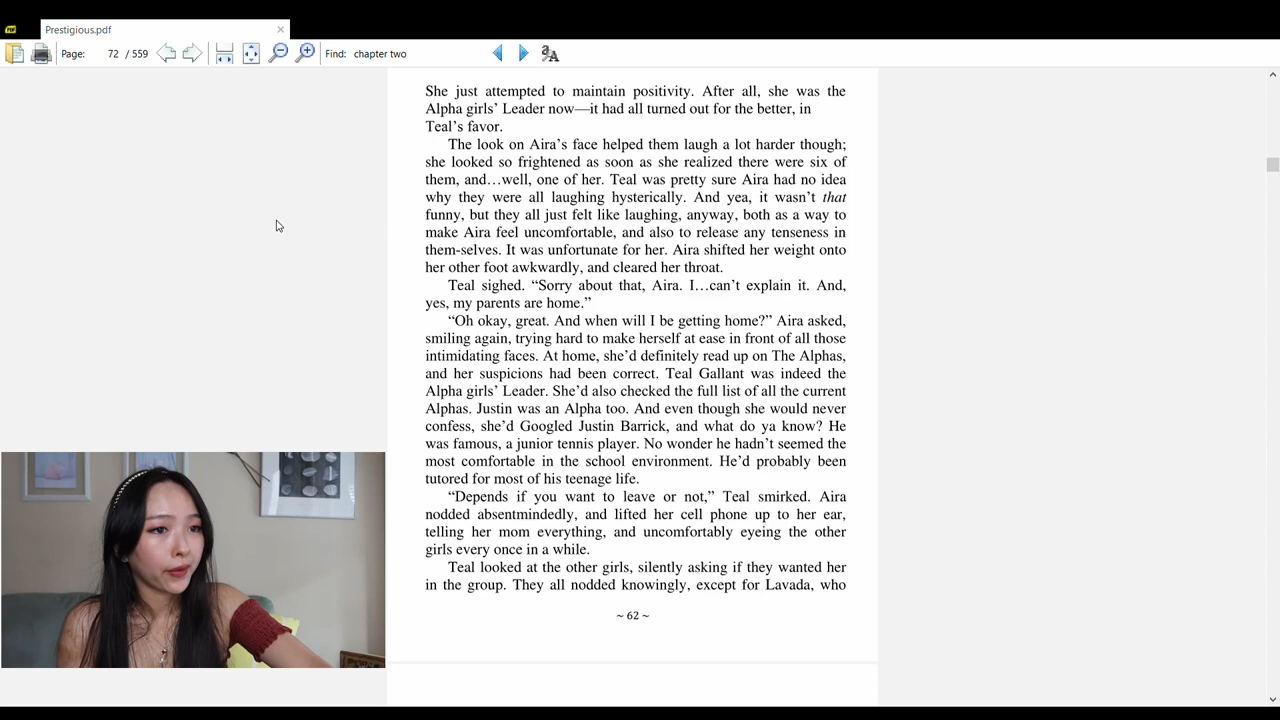 PDF
Prestigious.pdf
Page: 72 / 559
Find: chapter two
She just attempted to maintain positivity. After all, she was the
Alpha girls’ Leader now—it had all turned out for the better, in
Teal’s favor.
The look on Aira’s face helped them laugh a lot harder though;
she looked so frightened as soon as she realized there were six of
them, and…well, one of her. Teal was pretty sure Aira had no idea
why they were all laughing hysterically. And yea, it wasn’t that
funny, but they all just felt like laughing, anyway, both as a way to
make Aira feel uncomfortable, and also to release any tenseness in
them-selves. It was unfortunate for her. Aira shifted her weight onto
her other foot awkwardly, and cleared her throat.
Teal sighed. “Sorry about that, Aira. I…can’t explain it. And,
yes, my parents are home.”
“Oh okay, great. And when will I be getting home?” Aira asked,
smiling again, trying hard to make herself at ease in front of all those
intimidating faces. At home, she’d definitely read up on The Alphas,
and her suspicions had been correct. Teal Gallant was indeed the
Alpha girls’ Leader. She’d also checked the full list of all the current
Alphas. Justin was an Alpha too. And even though she would never
confess, she’d Googled Justin Barrick, and what do ya know? He
was famous, a junior tennis player. No wonder he hadn’t seemed the
most comfortable in the school environment. He’d probably been
tutored for most of his teenage life.
“Depends if you want to leave or not,” Teal smirked. Aira
nodded absentmindedly, and lifted her cell phone up to her ear,
telling her mom everything, and uncomfortably eyeing the other
girls every once in a while.
Teal looked at the other girls, silently asking if they wanted her
in the group. They all nodded knowingly, except for Lavada, who
~ 62 ~